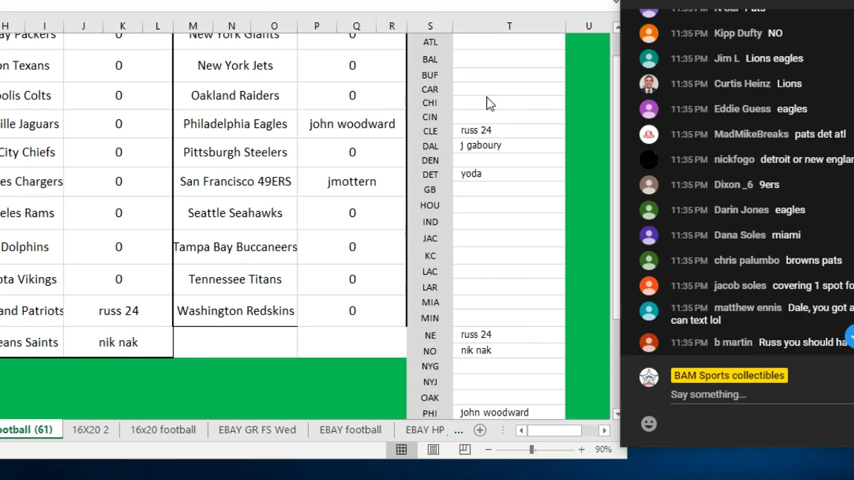 H I J K L M N O P Q R S T U
ay Packers 0 New York Giants 0
on Texans 0 New York Jets 0
polis Colts 0 Oakland Raiders 0
ville Jaguars 0 Philadelphia Eagles john woodward
City Chiefs 0 Pittsburgh Steelers 0
es Chargers 0 San Francisco 49ERS jmottern
eles Rams 0 Seattle Seahawks 0
Dolphins 0 Tampa Bay Buccaneers 0
ota Vikings 0 Tennessee Titans 0
and Patriots russ 24 Washington Redskins 0
eans Saints nik nak
ATL
BAL
BUF
CAR
CHI
CIN
CLE russ 24
DAL j gaboury
DEN
DET yoda
GB
HOU
IND
JAC
KC
LAC
LAR
MIA
MIN
NE russ 24
NO nik nak
NYG
NYJ
OAK
PHI john woodward
ootball (61) 16X20 2 16x20 football EBAY GR FS Wed EBAY football EBAY HP ...
90%
11:35 PM Kipp Dufty NO
11:35 PM Jim L Lions eagles
11:35 PM Curtis Heinz Lions
11:35 PM Eddie Guess eagles
11:35 PM MadMikeBreaks pats det atl
11:35 PM nickfogo detroit or new englan
11:35 PM Dixon _6 9ers
11:35 PM Darin Jones eagles
11:35 PM Dana Soles miami
11:35 PM chris palumbo browns pats
11:35 PM jacob soles covering 1 spot fo
11:35 PM matthew ennis Dale, you got a
can text lol
11:35 PM b martin Russ you should ha
BAM Sports collectibles
Say something...